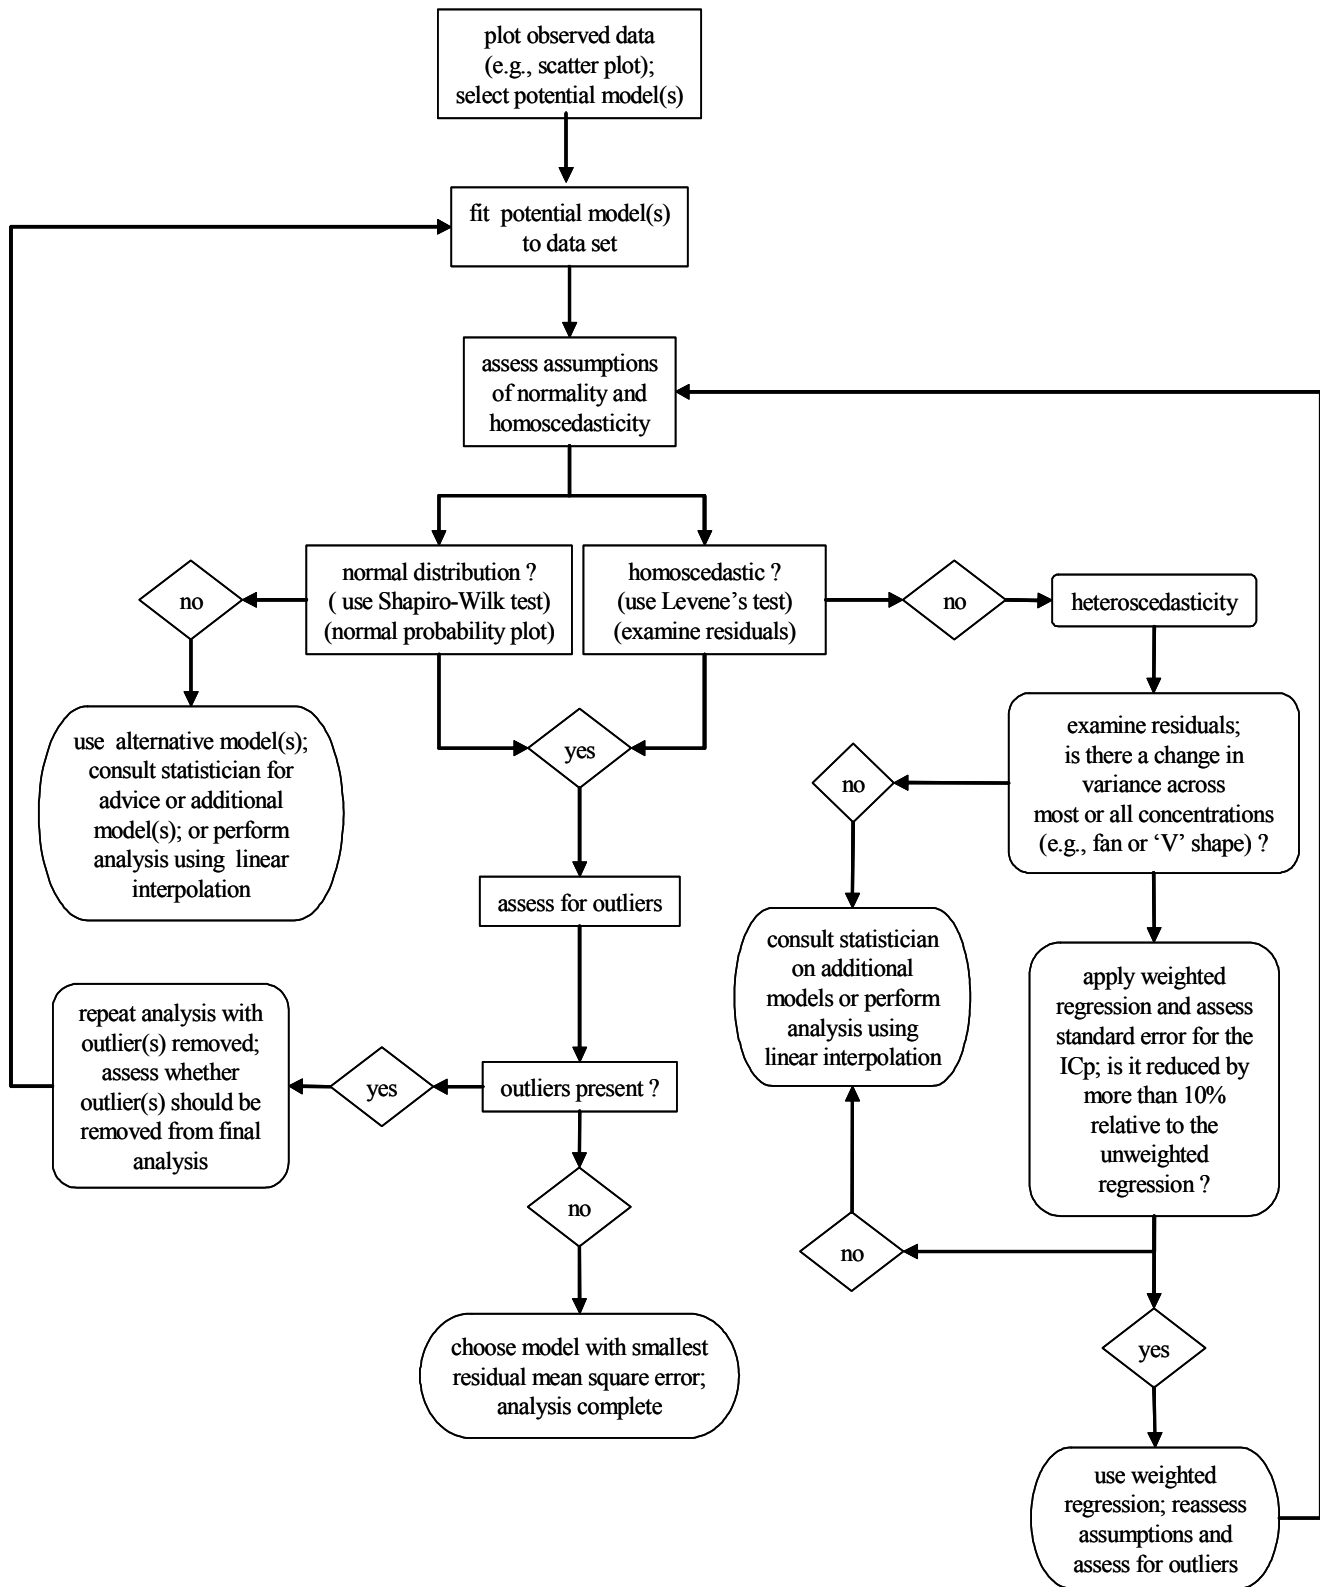 plot observed data
(e.g., scatter plot);
select potential model(s)
fit potential model(s)
to data set
assess assumptions
of normality and
homoscedasticity
normal distribution ?
( use Shapiro-Wilk test)
(normal probability plot)
homoscedastic ?
(use Levene’s test)
(examine residuals)
no
no
heteroscedasticity
use alternative model(s);
consult statistician for
advice or additional
model(s); or perform
analysis using linear
interpolation
yes
examine residuals;
is there a change in
variance across
most or all concentrations
(e.g., fan or ‘V’ shape) ?
no
assess for outliers
consult statistician
on additional
models or perform
analysis using
linear interpolation
apply weighted
regression and assess
standard error for the
ICp; is it reduced by
more than 10%
relative to the
unweighted
regression ?
repeat analysis with
outlier(s) removed;
assess whether
outlier(s) should be
removed from final
analysis
yes
outliers present ?
no
no
yes
choose model with smallest
residual mean square error;
analysis complete
use weighted
regression; reassess
assumptions and
assess for outliers